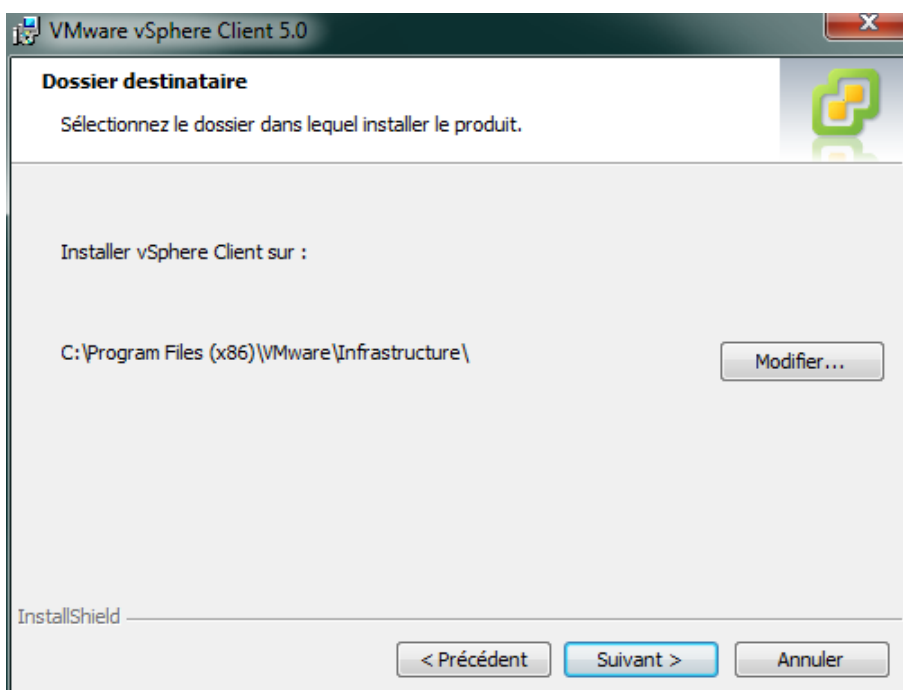 VMware vSphere Client 5.0
Dossier destinataire
Sélectionnez le dossier dans lequel installer le produit.
Installer vSphere Client sur :
C:\Program Files (x86)\VMware\Infrastructure\
Modifier...
InstallShield
< Précédent
Suivant >
Annuler